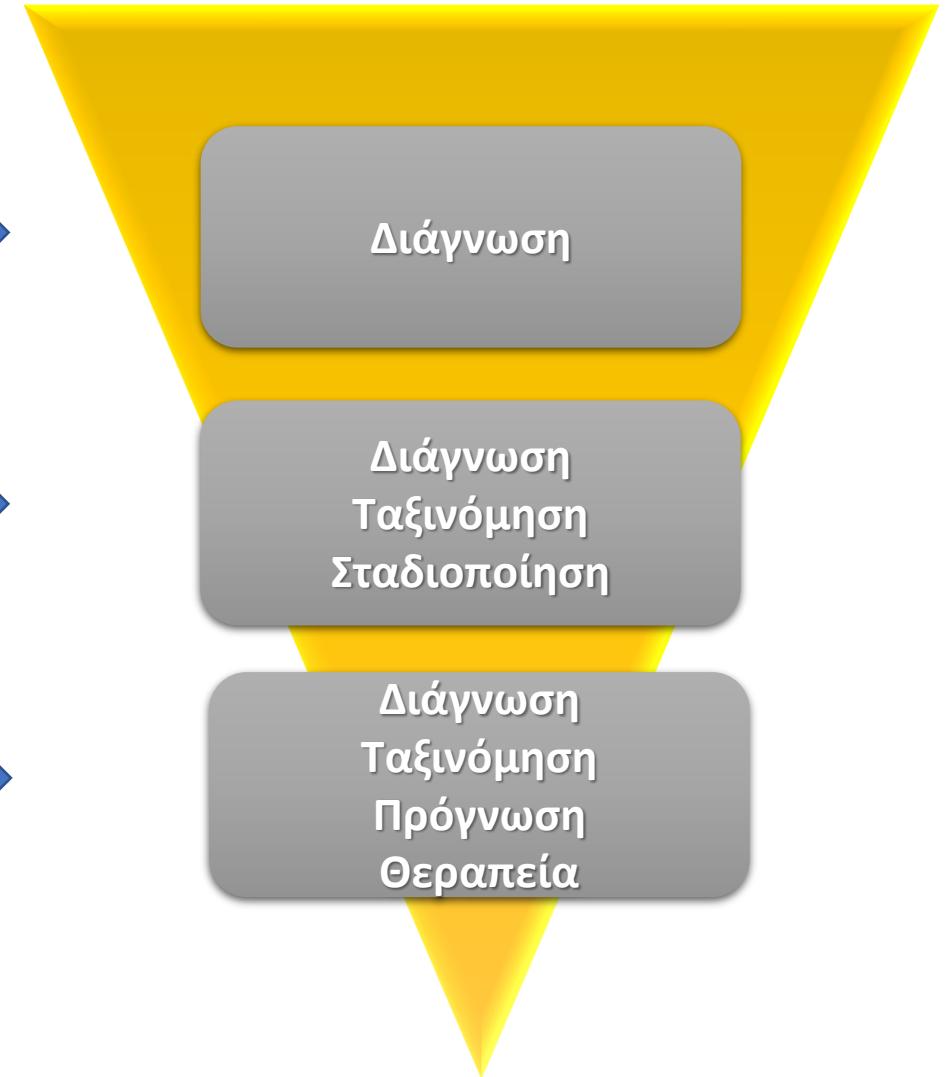 Διάγνωση
Διάγνωση
Ταξινόμηση
Σταδιοποίηση
Διάγνωση
Ταξινόμηση
Πρόγνωση
Θεραπεία